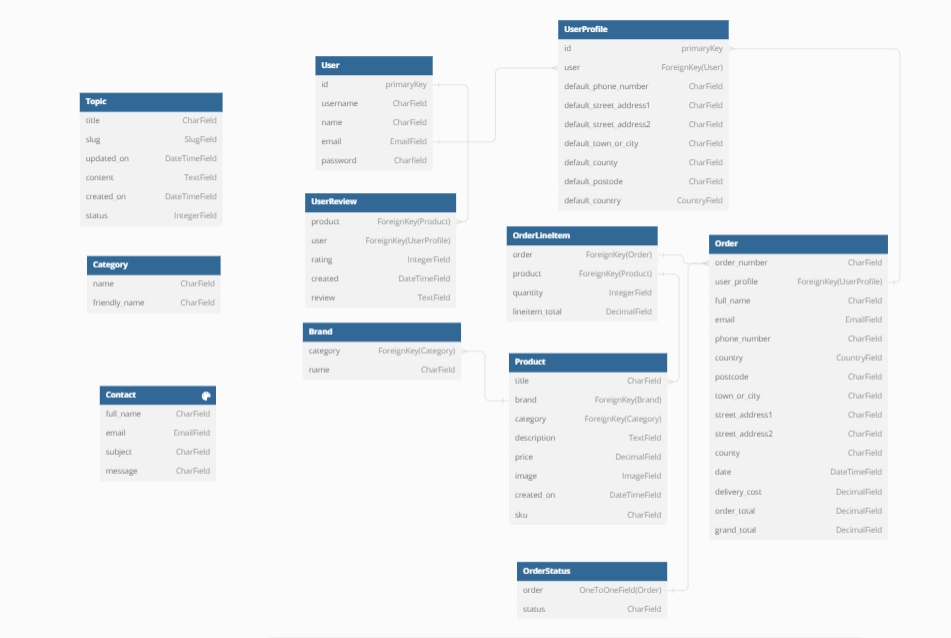 UserProfile
id primaryKey
user ForeignKey(User)
default_phone_number CharField
default_street_address1 CharField
default_street_address2 CharField
default_town_or_city CharField
default_county CharField
default_postcode CharField
default_country CountryField
User
id primaryKey
username CharField
name CharField
email EmailField
password Charfield
Topic
title CharField
slug SlugField
updated_on DateTimeField
content TextField
created_on DateTimeField
status IntegerField
UserReview
product ForeignKey(Product)
user ForeignKey(UserProfile)
rating IntegerField
created DateTimeField
review TextField
OrderLineItem
order ForeignKey(Order)
product ForeignKey(Product)
quantity IntegerField
lineitem_total DecimalField
Order
order_number CharField
user_profile ForeignKey(UserProfile)
full_name CharField
email EmailField
phone_number CharField
country CountryField
postcode CharField
town_or_city CharField
street_address1 CharField
street_address2 CharField
county CharField
date DateTimeField
delivery_cost DecimalField
order_total DecimalField
grand_total DecimalField
Category
name CharField
friendly_name CharField
Brand
category ForeignKey(Category)
name CharField
Product
title CharField
brand ForeignKey(Brand)
category ForeignKey(Category)
description TextField
price DecimalField
image ImageField
created_on DateTimeField
sku CharField
Contact
full_name CharField
email EmailField
subject CharField
message CharField
OrderStatus
order OneToOneField(Order)
status CharField